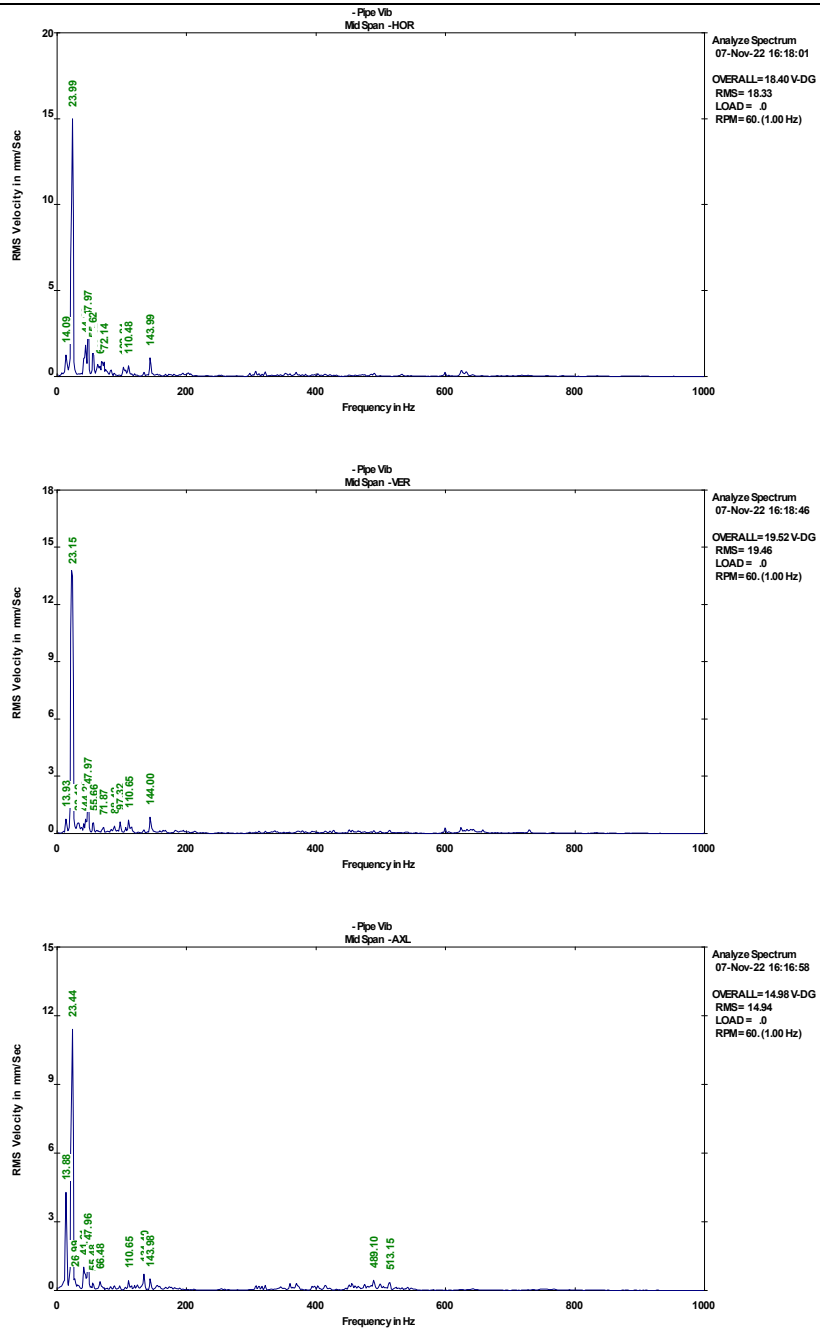 - Pipe Vib
Mid Span -HOR
Analyze Spectrum
07-Nov-22 16:18:01
OVERALL= 18.40 V-DG
RMS= 18.33
LOAD = .0
RPM= 60. (1.00 Hz)
RMS Velocity in mm/Sec
20
15
10
5
0
14.09
23.99
72.14
110.48
143.99
0
200
400
600
800
1000
Frequency in Hz
- Pipe Vib
Mid Span -VER
Analyze Spectrum
07-Nov-22 16:18:46
OVERALL= 19.52 V-DG
RMS= 19.46
LOAD = .0
RPM= 60. (1.00 Hz)
RMS Velocity in mm/Sec
18
15
12
9
6
3
0
13.93
23.15
47.97
55.66
71.87
97.32
110.65
144.00
0
200
400
600
800
1000
Frequency in Hz
- Pipe Vib
Mid Span -AXL
Analyze Spectrum
07-Nov-22 16:16:58
OVERALL= 14.98 V-DG
RMS= 14.94
LOAD = .0
RPM= 60. (1.00 Hz)
RMS Velocity in mm/Sec
15
12
9
6
3
0
13.88
23.44
26.99
47.96
55.48
66.48
110.65
143.98
489.10
513.15
0
200
400
600
800
1000
Frequency in Hz